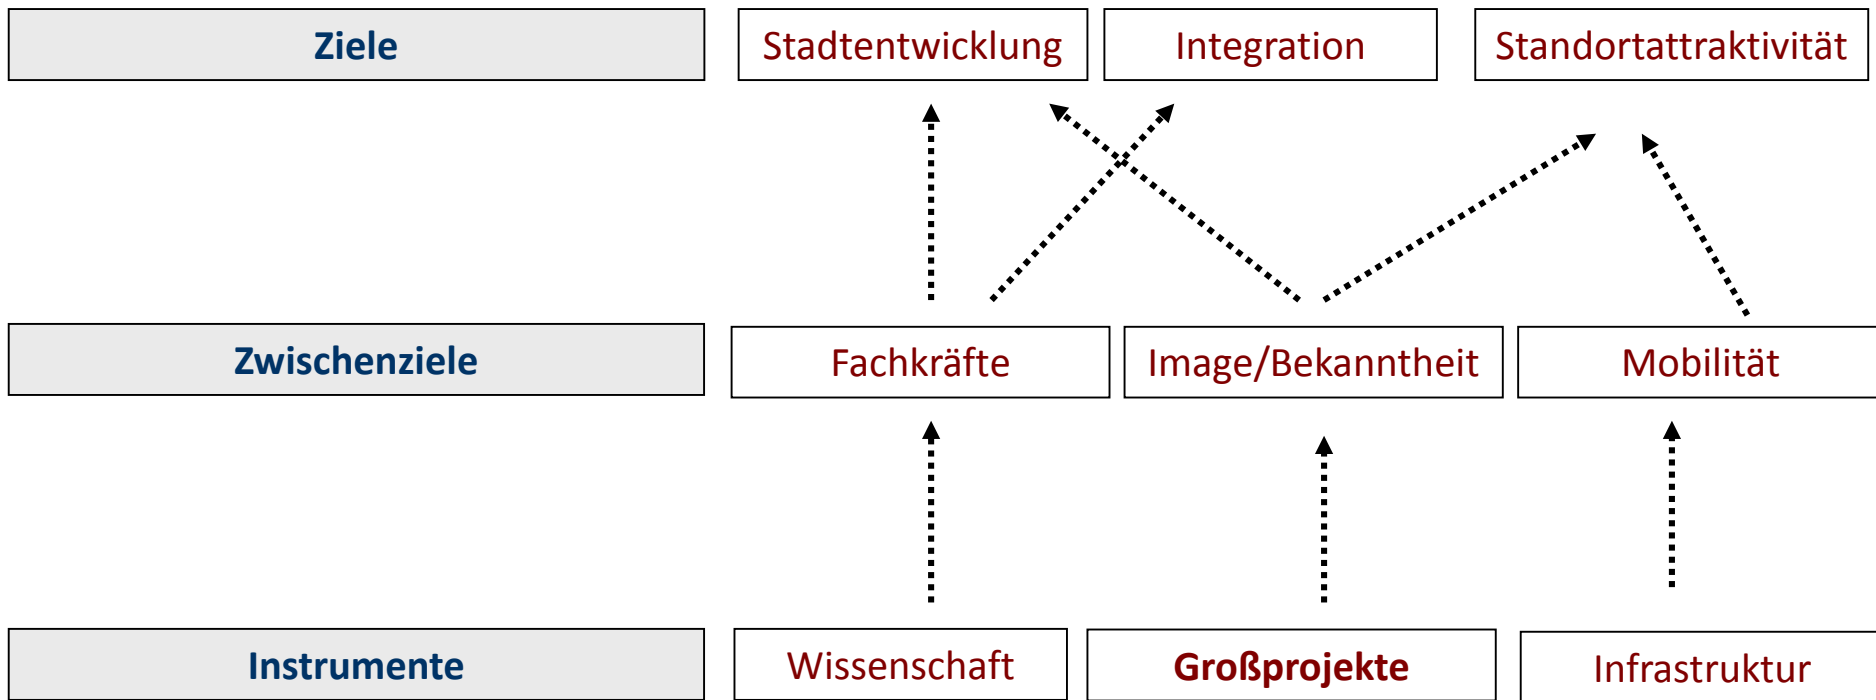 Ziele
Stadtentwicklung
Integration
Standortattraktivität
Zwischenziele
Fachkräfte
Image/Bekanntheit
Mobilität
Instrumente
Wissenschaft
Großprojekte
Infrastruktur